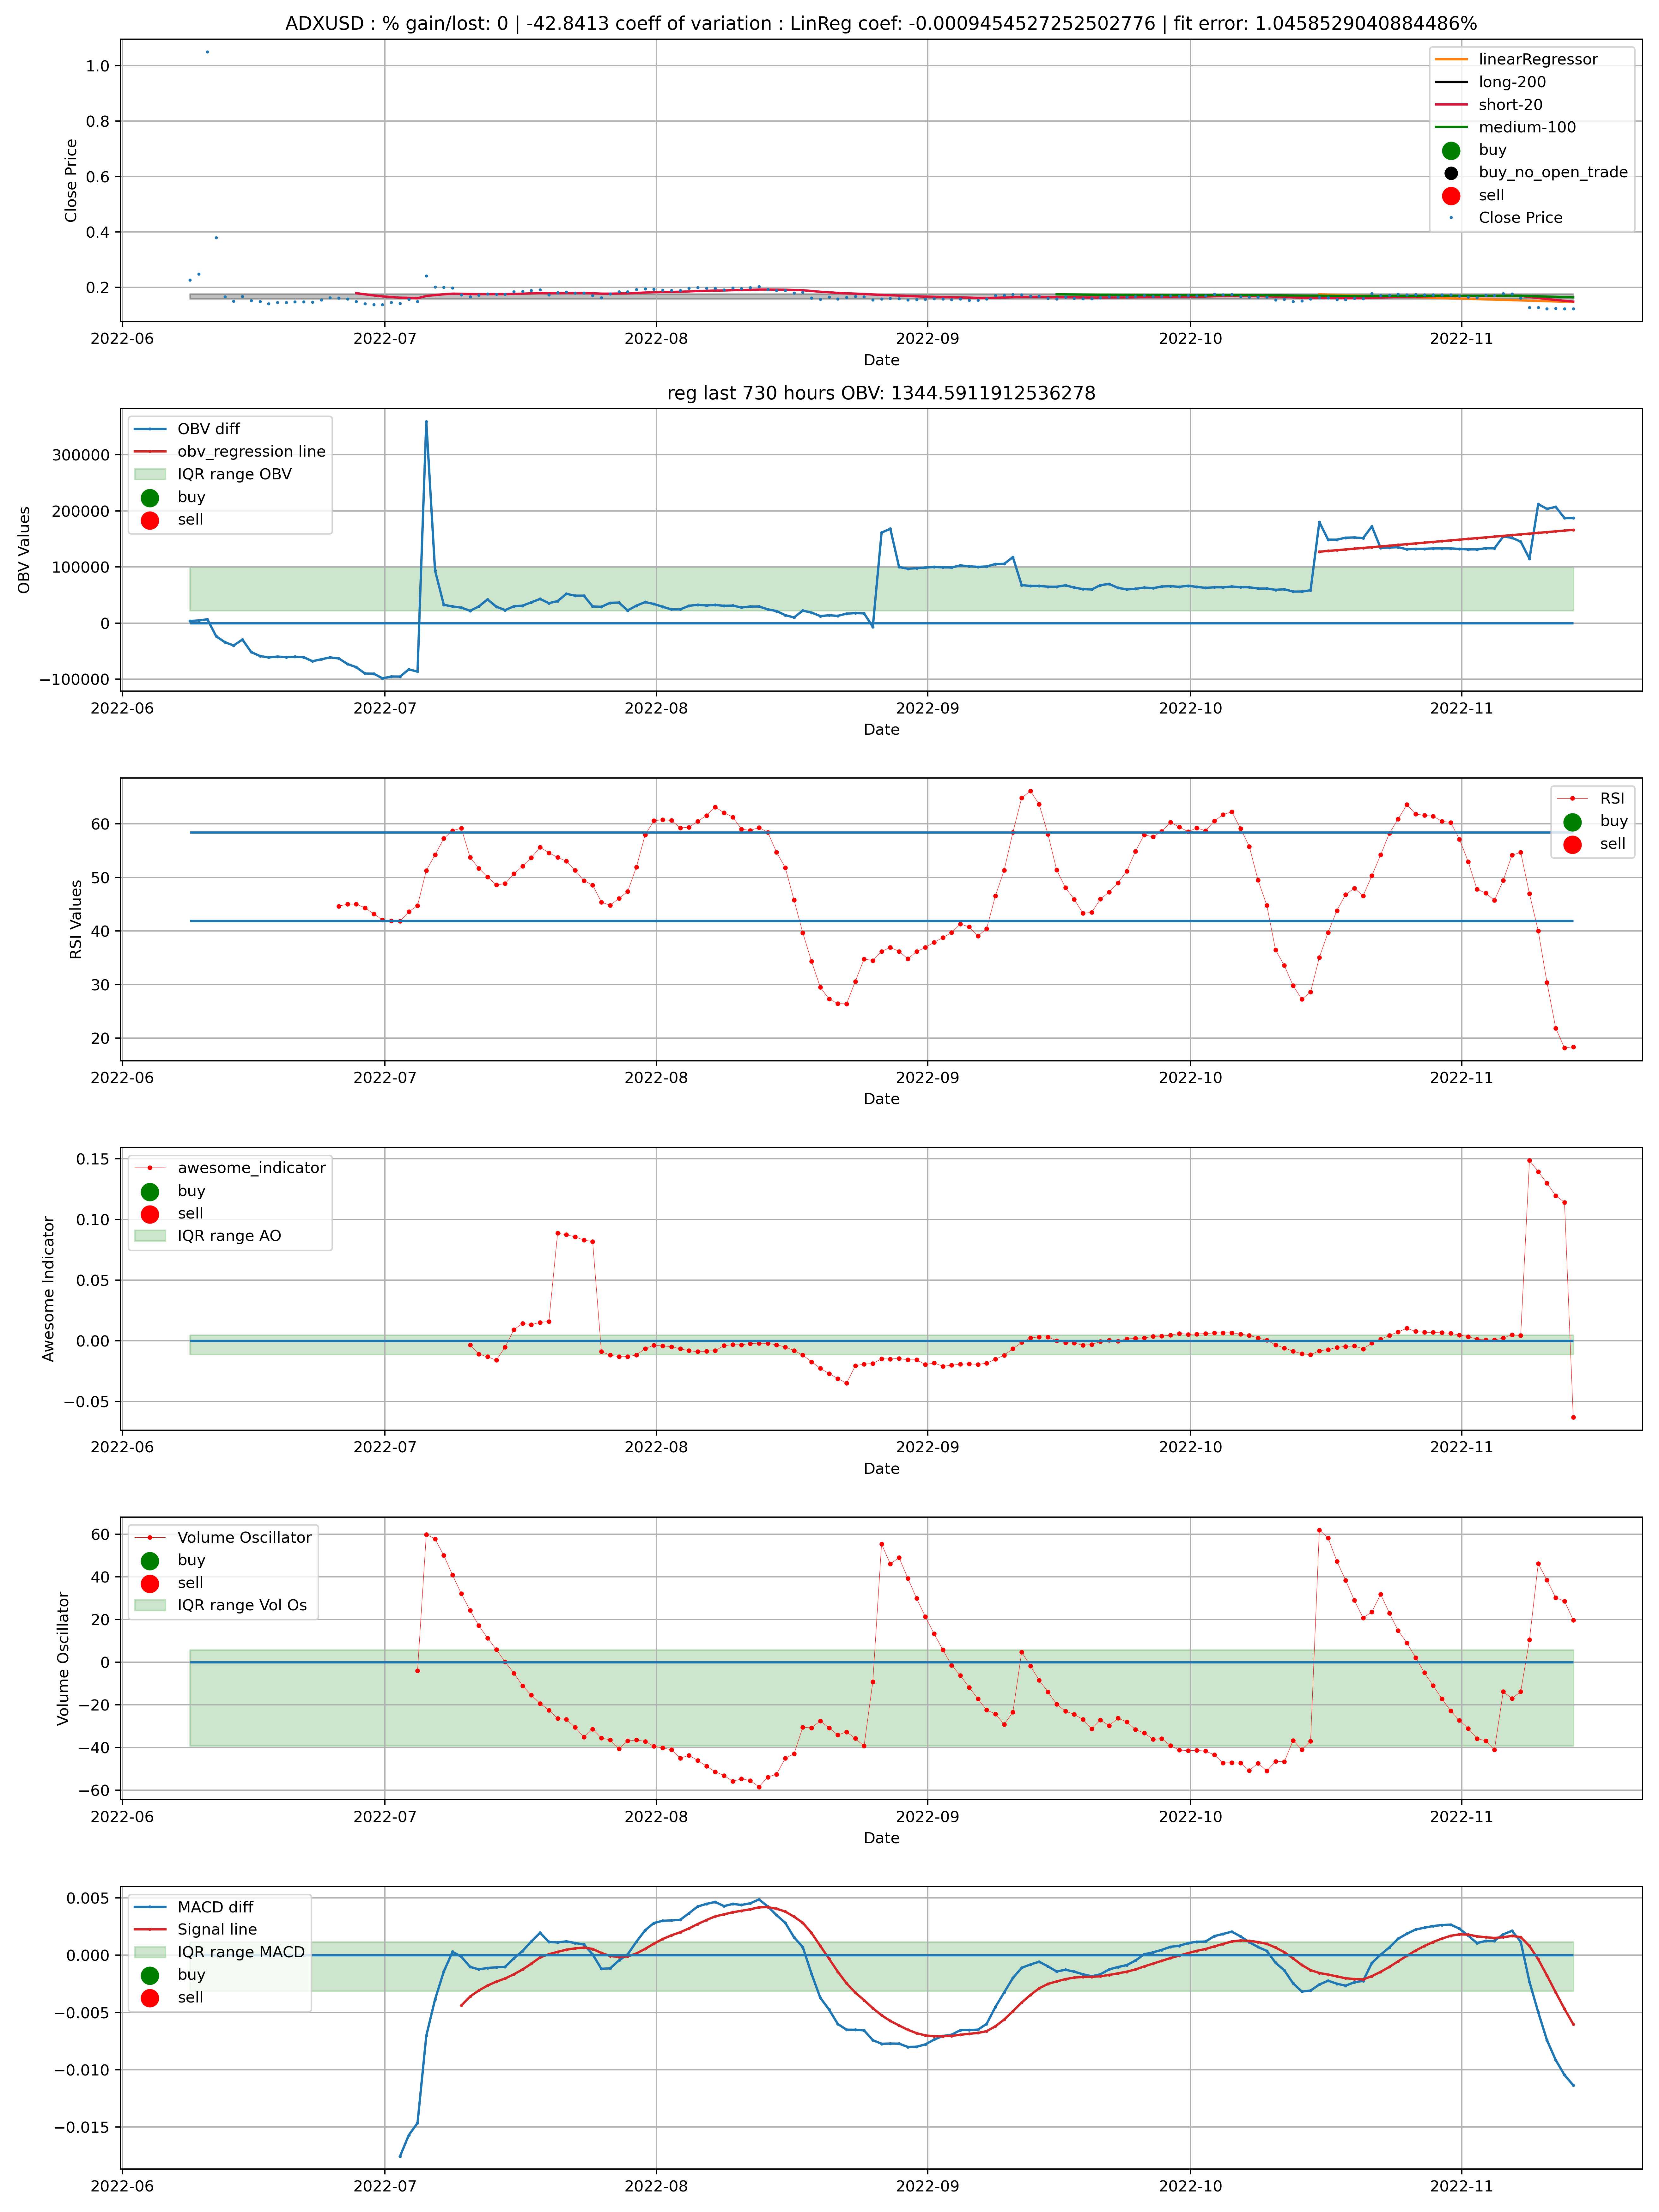 ADXUSD : % gain/lost: 0 | -42.8413 coeff of variation : LinReg coef: -0.0009454527252502776 | fit error: 1.0458529040884486%
linearRegressor
long-200
short-20
medium-100
buy
buy_no_open_trade
sell
Close Price
Close Price
1.0
0.8
0.6
0.4
0.2
2022-06 2022-07 2022-08 2022-09 2022-10 2022-11
Date
reg last 730 hours OBV: 1344.5911912536278
OBV diff
obv_regression line
IQR range OBV
buy
sell
OBV Values
300000
200000
100000
0
−100000
2022-06 2022-07 2022-08 2022-09 2022-10 2022-11
Date
RSI
buy
sell
RSI Values
60
50
40
30
20
2022-06 2022-07 2022-08 2022-09 2022-10 2022-11
Date
awesome_indicator
buy
sell
IQR range AO
Awesome Indicator
0.15
0.10
0.05
0.00
−0.05
2022-06 2022-07 2022-08 2022-09 2022-10 2022-11
Date
Volume Oscillator
buy
sell
IQR range Vol Os
Volume Oscillator
60
40
20
0
−20
−40
−60
2022-06 2022-07 2022-08 2022-09 2022-10 2022-11
Date
MACD diff
Signal line
IQR range MACD
buy
sell
0.005
0.000
−0.005
−0.010
−0.015
2022-06 2022-07 2022-08 2022-09 2022-10 2022-11